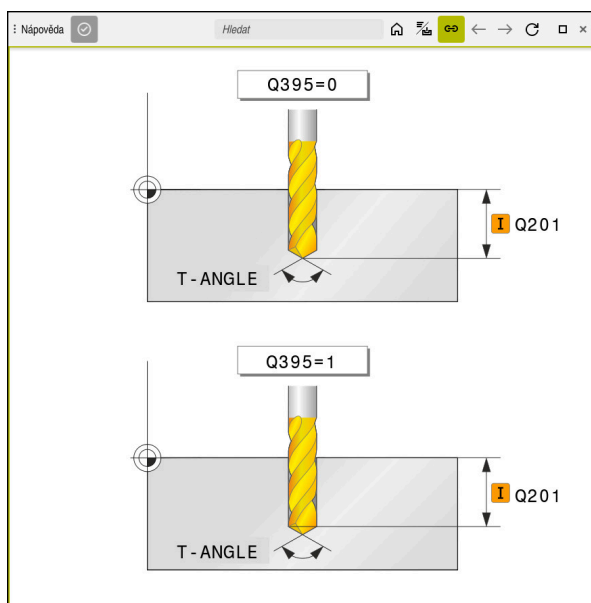 Nápověda
Hledat
Q395=0
I Q201
T-ANGLE
Q395=1
I Q201
T-ANGLE